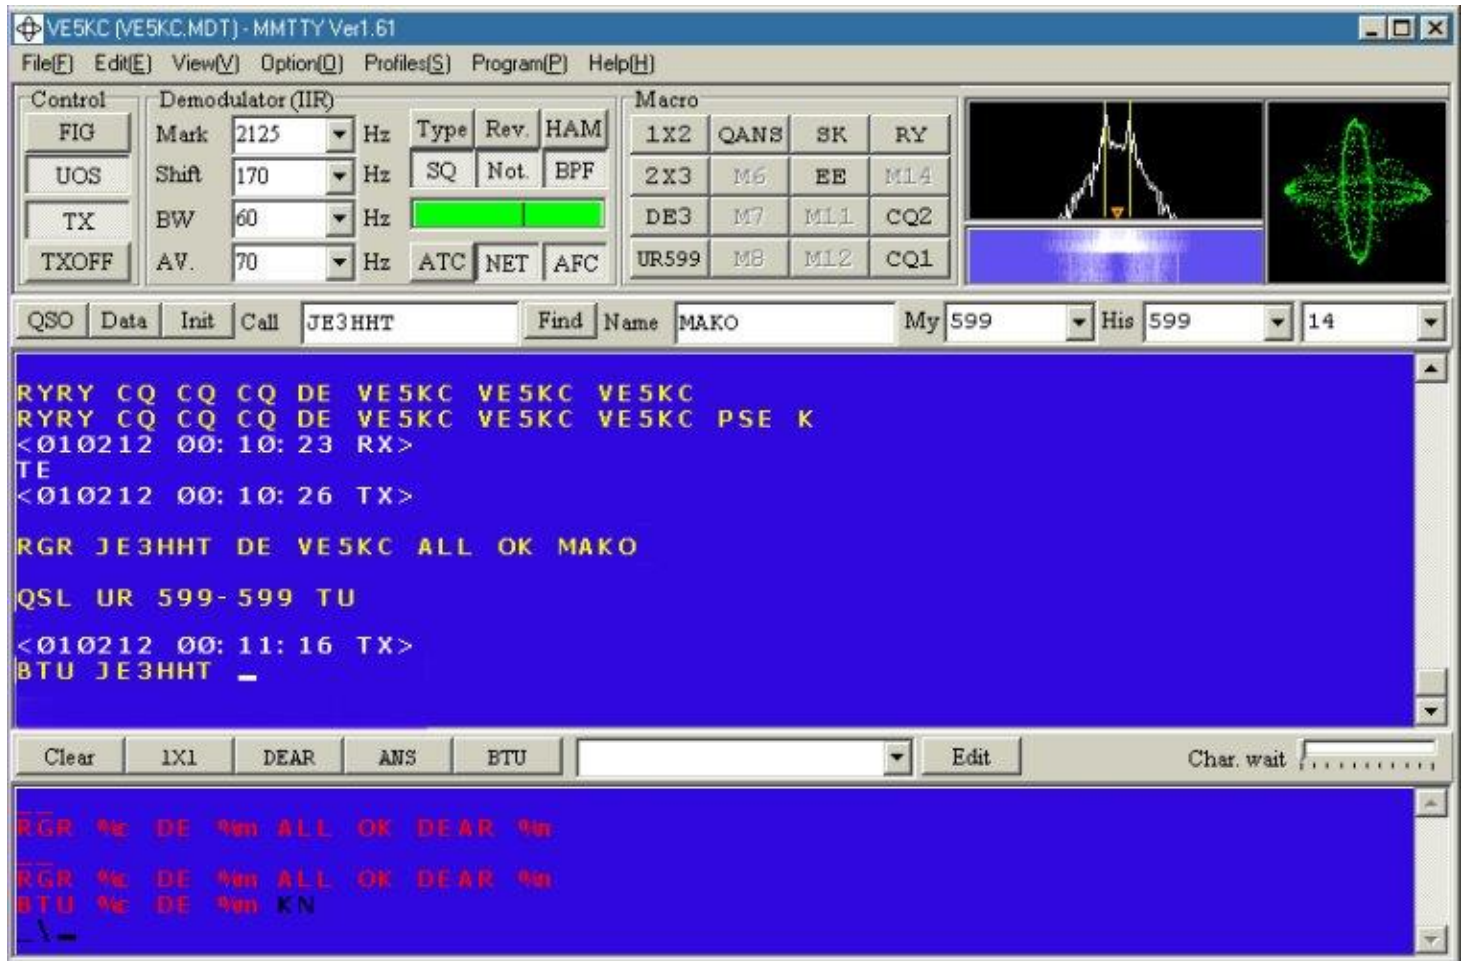 VE5KC (VE5KC.MDT) - MMTTY Ver1.61
File(F) Edit(E) View(V) Option(O) Profiles(S) Program(P) Help(H)
Control Demodulator (IIR) Macro
FIG Mark 2125 Hz Type Rev. HAM 1X2 QANS SK RY
UOS Shift 170 Hz SQ Not. BPF 2X3 M6 EE M14
TX BW 60 Hz DE3 M7 M11 CQ2
TXOFF AV. 70 Hz ATC NET AFC UR599 M8 M12 CQ1
QSO Data Init Call JE3HHT Find Name MAKO My 599 His 599 14
RYRY CQ CQ CQ DE VE5KC VE5KC VE5KC
RYRY CQ CQ CQ DE VE5KC VE5KC VE5KC PSE K
<010212 00:10:23 RX>
TE
<010212 00:10:26 TX>
RGR JE3HHT DE VE5KC ALL OK MAKO
QSL UR 599-599 TU
<010212 00:11:16 TX>
BTU JE3HHT _
Clear 1X1 DEAR ANS BTU Edit Char. wait
RGR %c DE %m ALL OK DEAR %n
RGR %c DE %m ALL OK DEAR %n
BTU %c DE %m KN
_\_